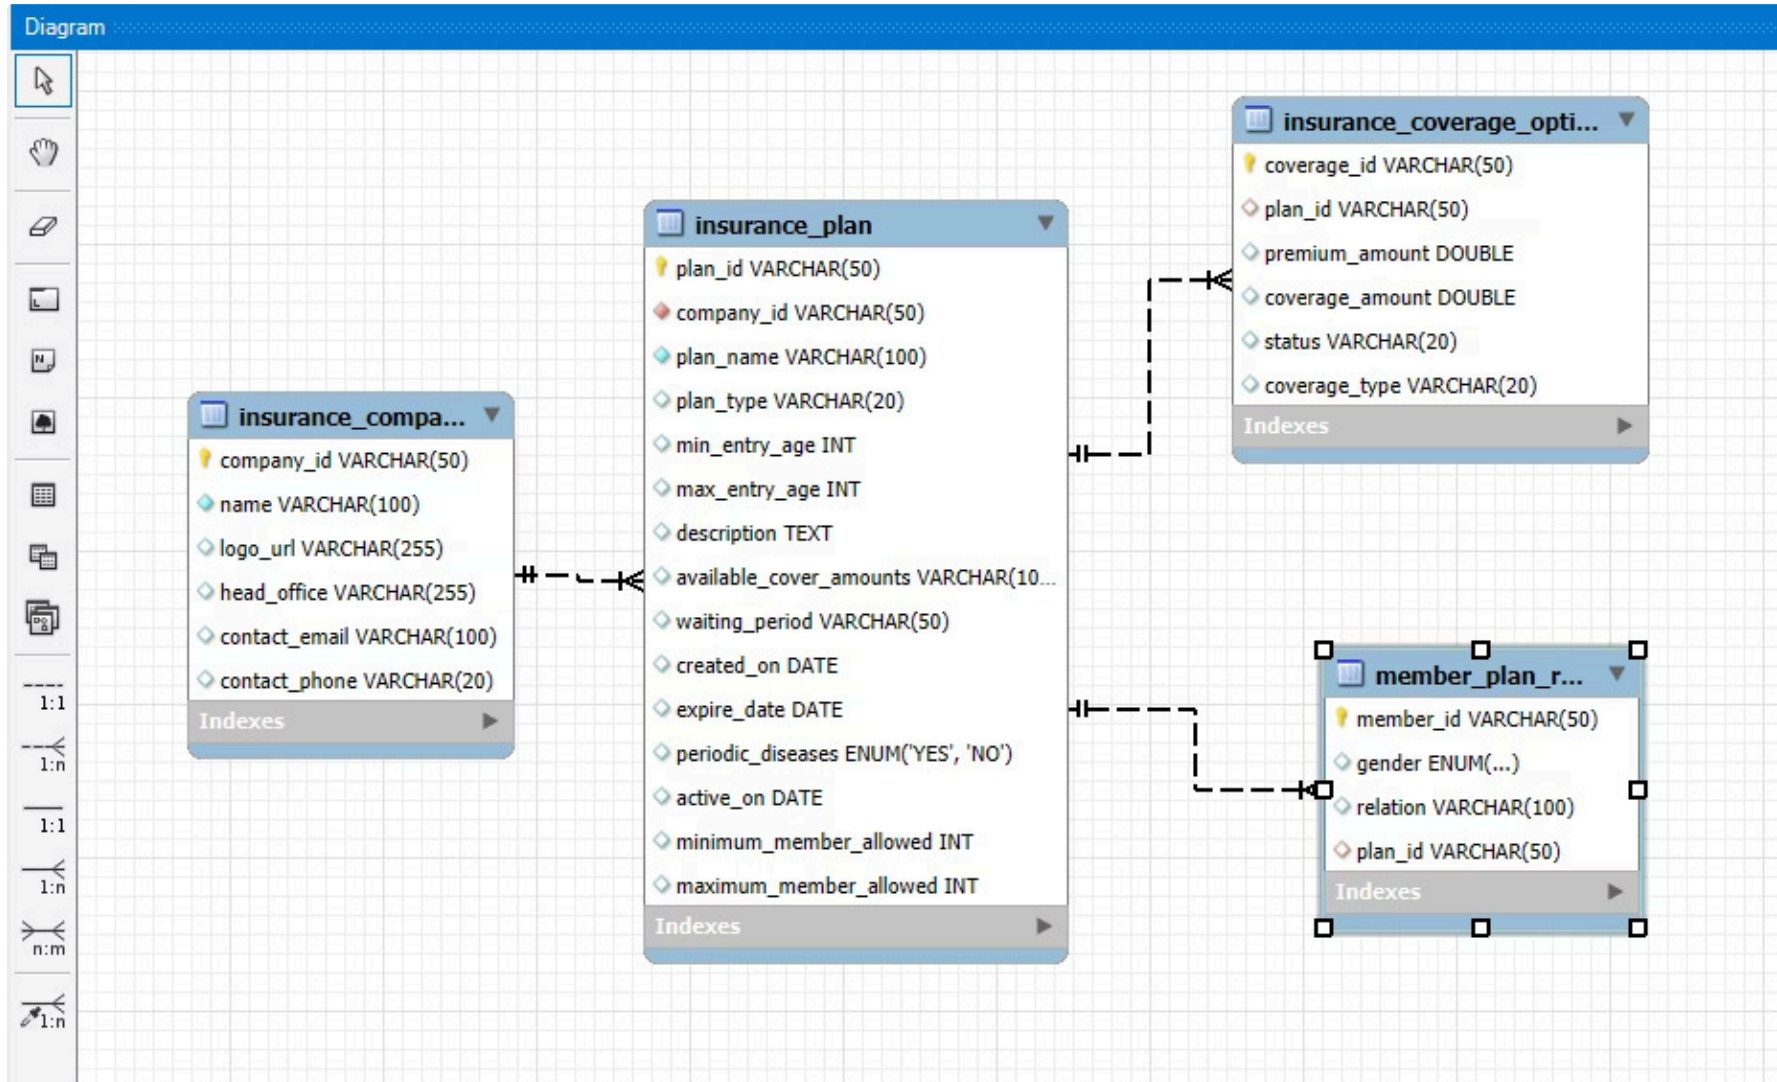 Diagram
1:1
1:n
1:1
1:n
n:m
1:n
insurance_compa...
company_id VARCHAR(50)
name VARCHAR(100)
logo_url VARCHAR(255)
head_office VARCHAR(255)
contact_email VARCHAR(100)
contact_phone VARCHAR(20)
Indexes
insurance_plan
plan_id VARCHAR(50)
company_id VARCHAR(50)
plan_name VARCHAR(100)
plan_type VARCHAR(20)
min_entry_age INT
max_entry_age INT
description TEXT
available_cover_amounts VARCHAR(10...
waiting_period VARCHAR(50)
created_on DATE
expire_date DATE
periodic_diseases ENUM('YES', 'NO')
active_on DATE
minimum_member_allowed INT
maximum_member_allowed INT
Indexes
insurance_coverage_opti...
coverage_id VARCHAR(50)
plan_id VARCHAR(50)
premium_amount DOUBLE
coverage_amount DOUBLE
status VARCHAR(20)
coverage_type VARCHAR(20)
Indexes
member_plan_r...
member_id VARCHAR(50)
gender ENUM(...)
relation VARCHAR(100)
plan_id VARCHAR(50)
Indexes